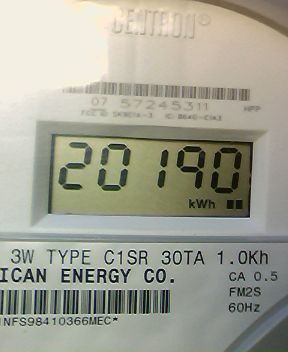 CENTRON®
07 57245311
HPP
20190
kWh
3W TYPE C1SR 30TA 1.0Kh
ICAN ENERGY CO.
CA 0.5
FM2S
60Hz
NFS98410366MEC*